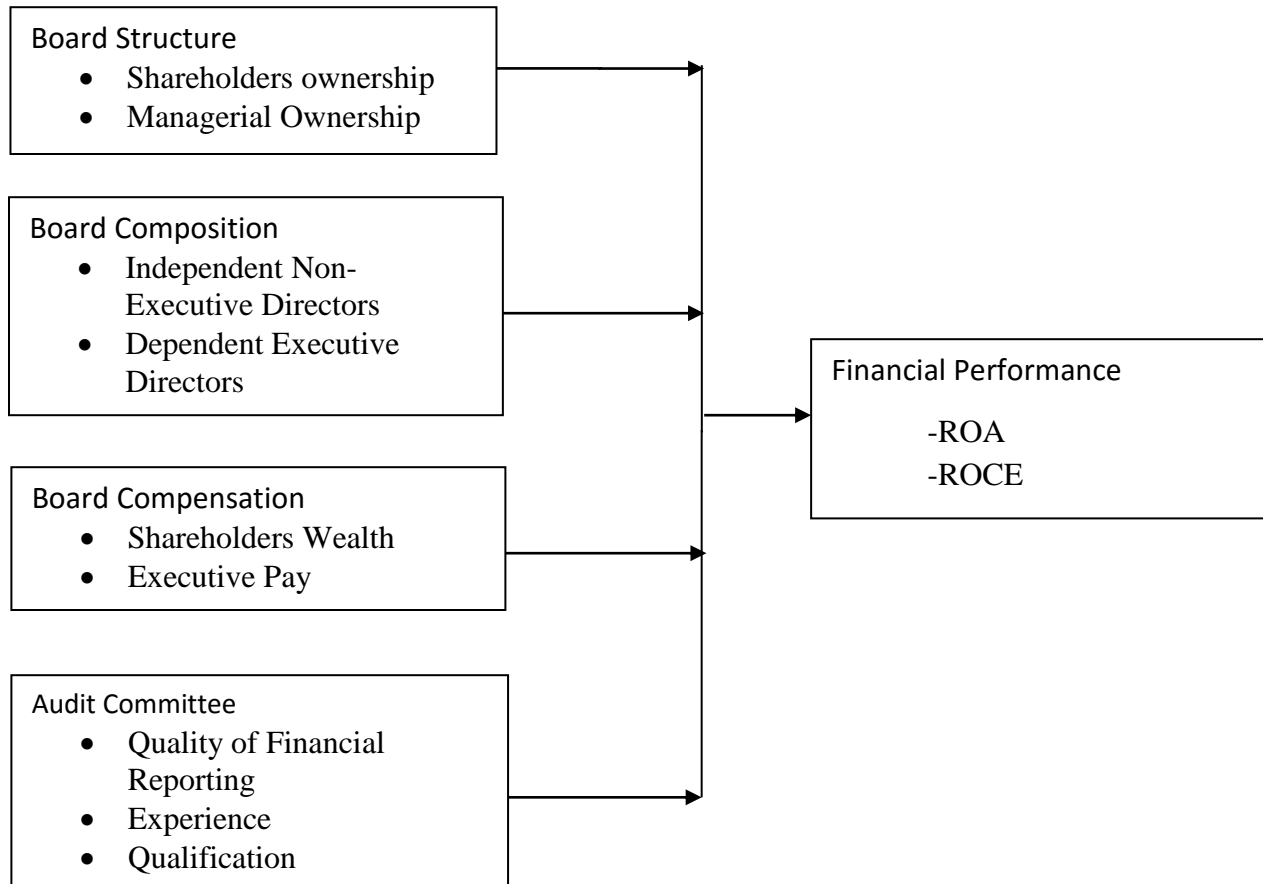 Board Structure
• Shareholders ownership
• Managerial Ownership
Board Composition
• Independent Non-
Executive Directors
• Dependent Executive
Directors
Board Compensation
• Shareholders Wealth
• Executive Pay
Audit Committee
• Quality of Financial
Reporting
• Experience
• Qualification
Financial Performance
-ROA
-ROCE